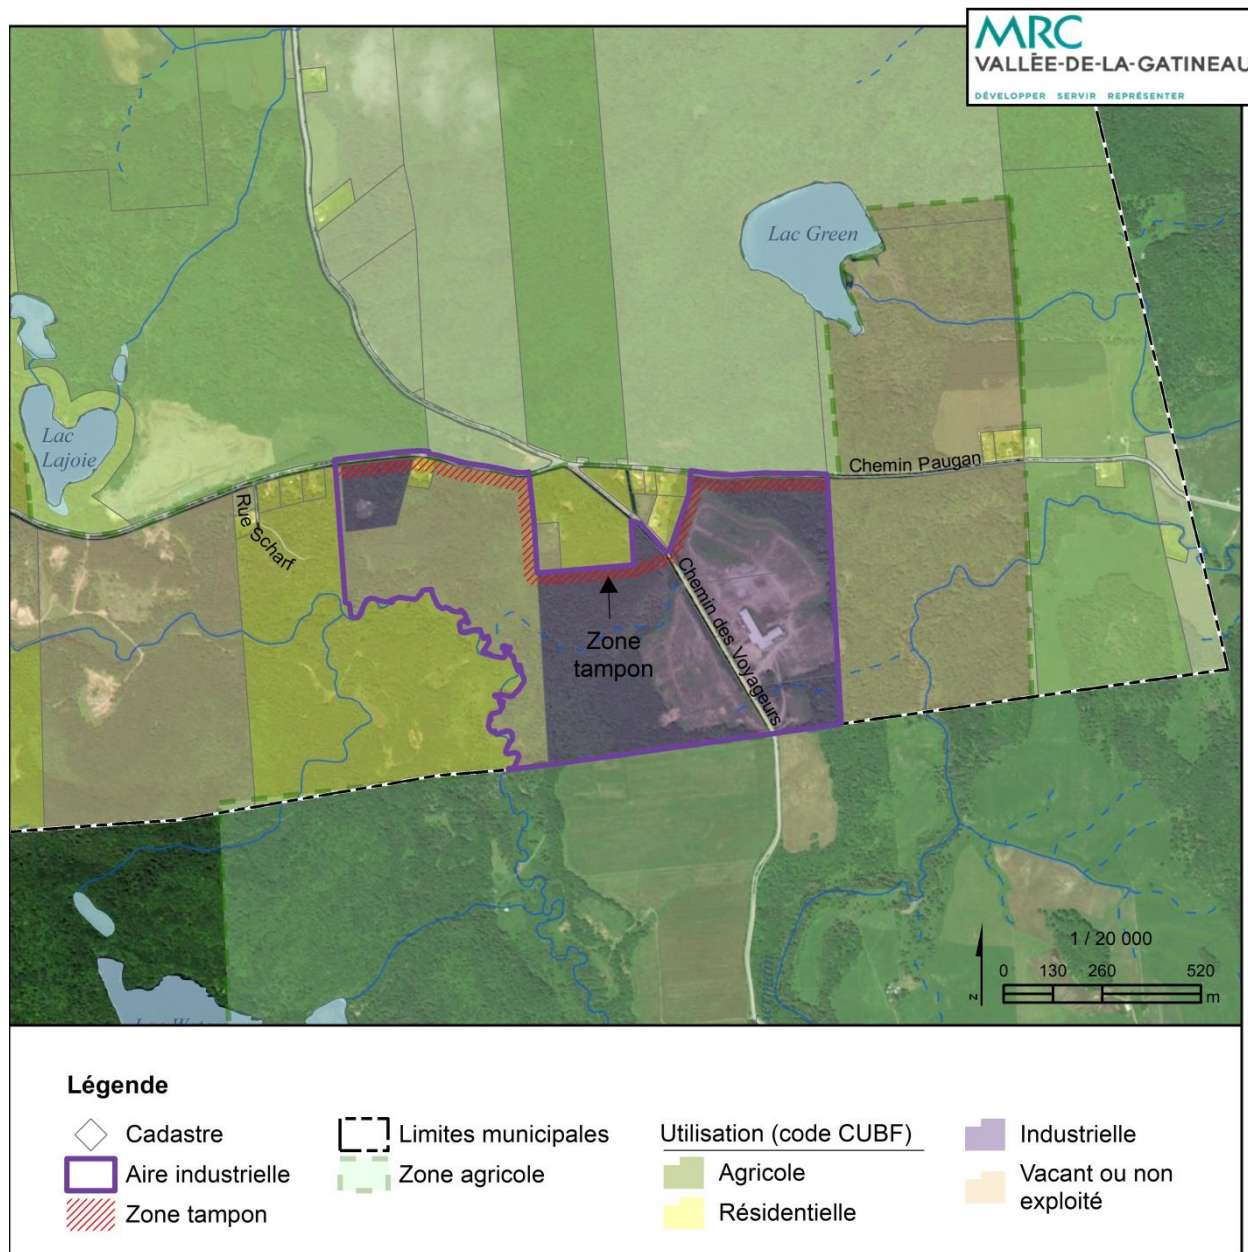 MRC
VALLÉE-DE-LA-GATINEAU
DÉVELOPPER SERVIR REPRÉSENTER
Lac Green
Lac
Lajoie
Chemin Paugan
Rue Scharf
Chemin des Voyageurs
Zone
tampon
1 / 20 000
0 130 260 520
m
N
Légende
Cadastre
Aire industrielle
Zone tampon
Limites municipales
Zone agricole
Utilisation (code CUBF)
Agricole
Résidentielle
Industrielle
Vacant ou non
exploité